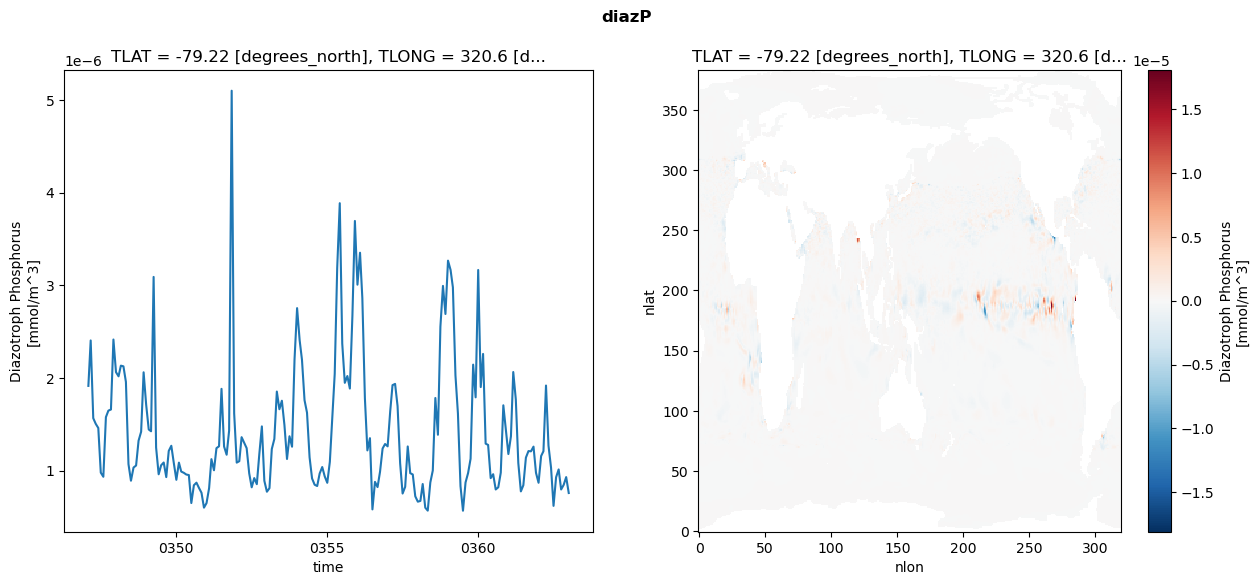 diazP
TLAT = -79.22 [degrees_north], TLONG = 320.6 [d...
1e−6
5
4
3
2
1
Diazotroph Phosphorus
[mmol/m^3]
0350
0355
0360
time
TLAT = -79.22 [degrees_north], TLONG = 320.6 [d...
350
300
250
200
150
100
50
0
nlat
0
50
100
150
200
250
300
nlon
1e−5
1.5
1.0
0.5
0.0
−0.5
−1.0
−1.5
Diazotroph Phosphorus
[mmol/m^3]